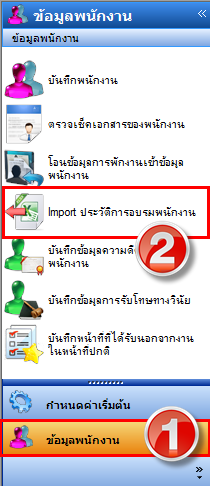 ข้อมูลพนักงาน
ข้อมูลพนักงาน
บันทึกพนักงาน
ตรวจเช็คเอกสารของพนักงาน
โอนข้อมูลการพักงานเข้าข้อมูล
พนักงาน
Import ประวัติการอบรมพนักงาน
บันทึกข้อมูลความดี
พนักงาน
2
บันทึกข้อมูลการรับโทษทางวินัย
บันทึกหน้าที่ที่ได้รับนอกจากงาน
ในหน้าที่ปกติ
กำหนดค่าเริ่มต้น
ข้อมูลพนักงาน
1